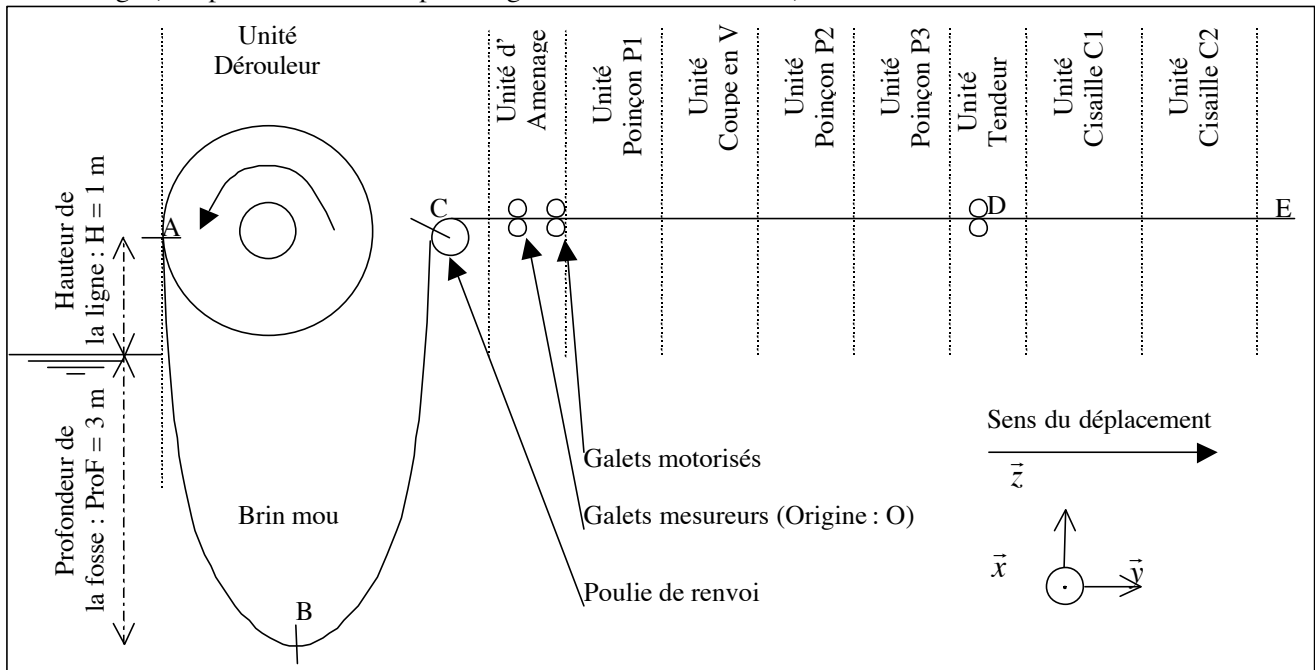 Unité
Dérouleur
Unité d'
Amenage
Unité
Poinçon P1
Unité
Coupe en V
Unité
Poinçon P2
Unité
Poinçon P3
Unité
Tendeur
Unité
Cisaille C1
Unité
Cisaille C2
A
C
D
E
Hauteur de
la ligne : H = 1 m
Profondeur de
la fosse : ProF = 3 m
Brin mou
B
Sens du déplacement
z
Galets motorisés
Galets mesureurs (Origine : O)
Poulie de renvoi
x
y